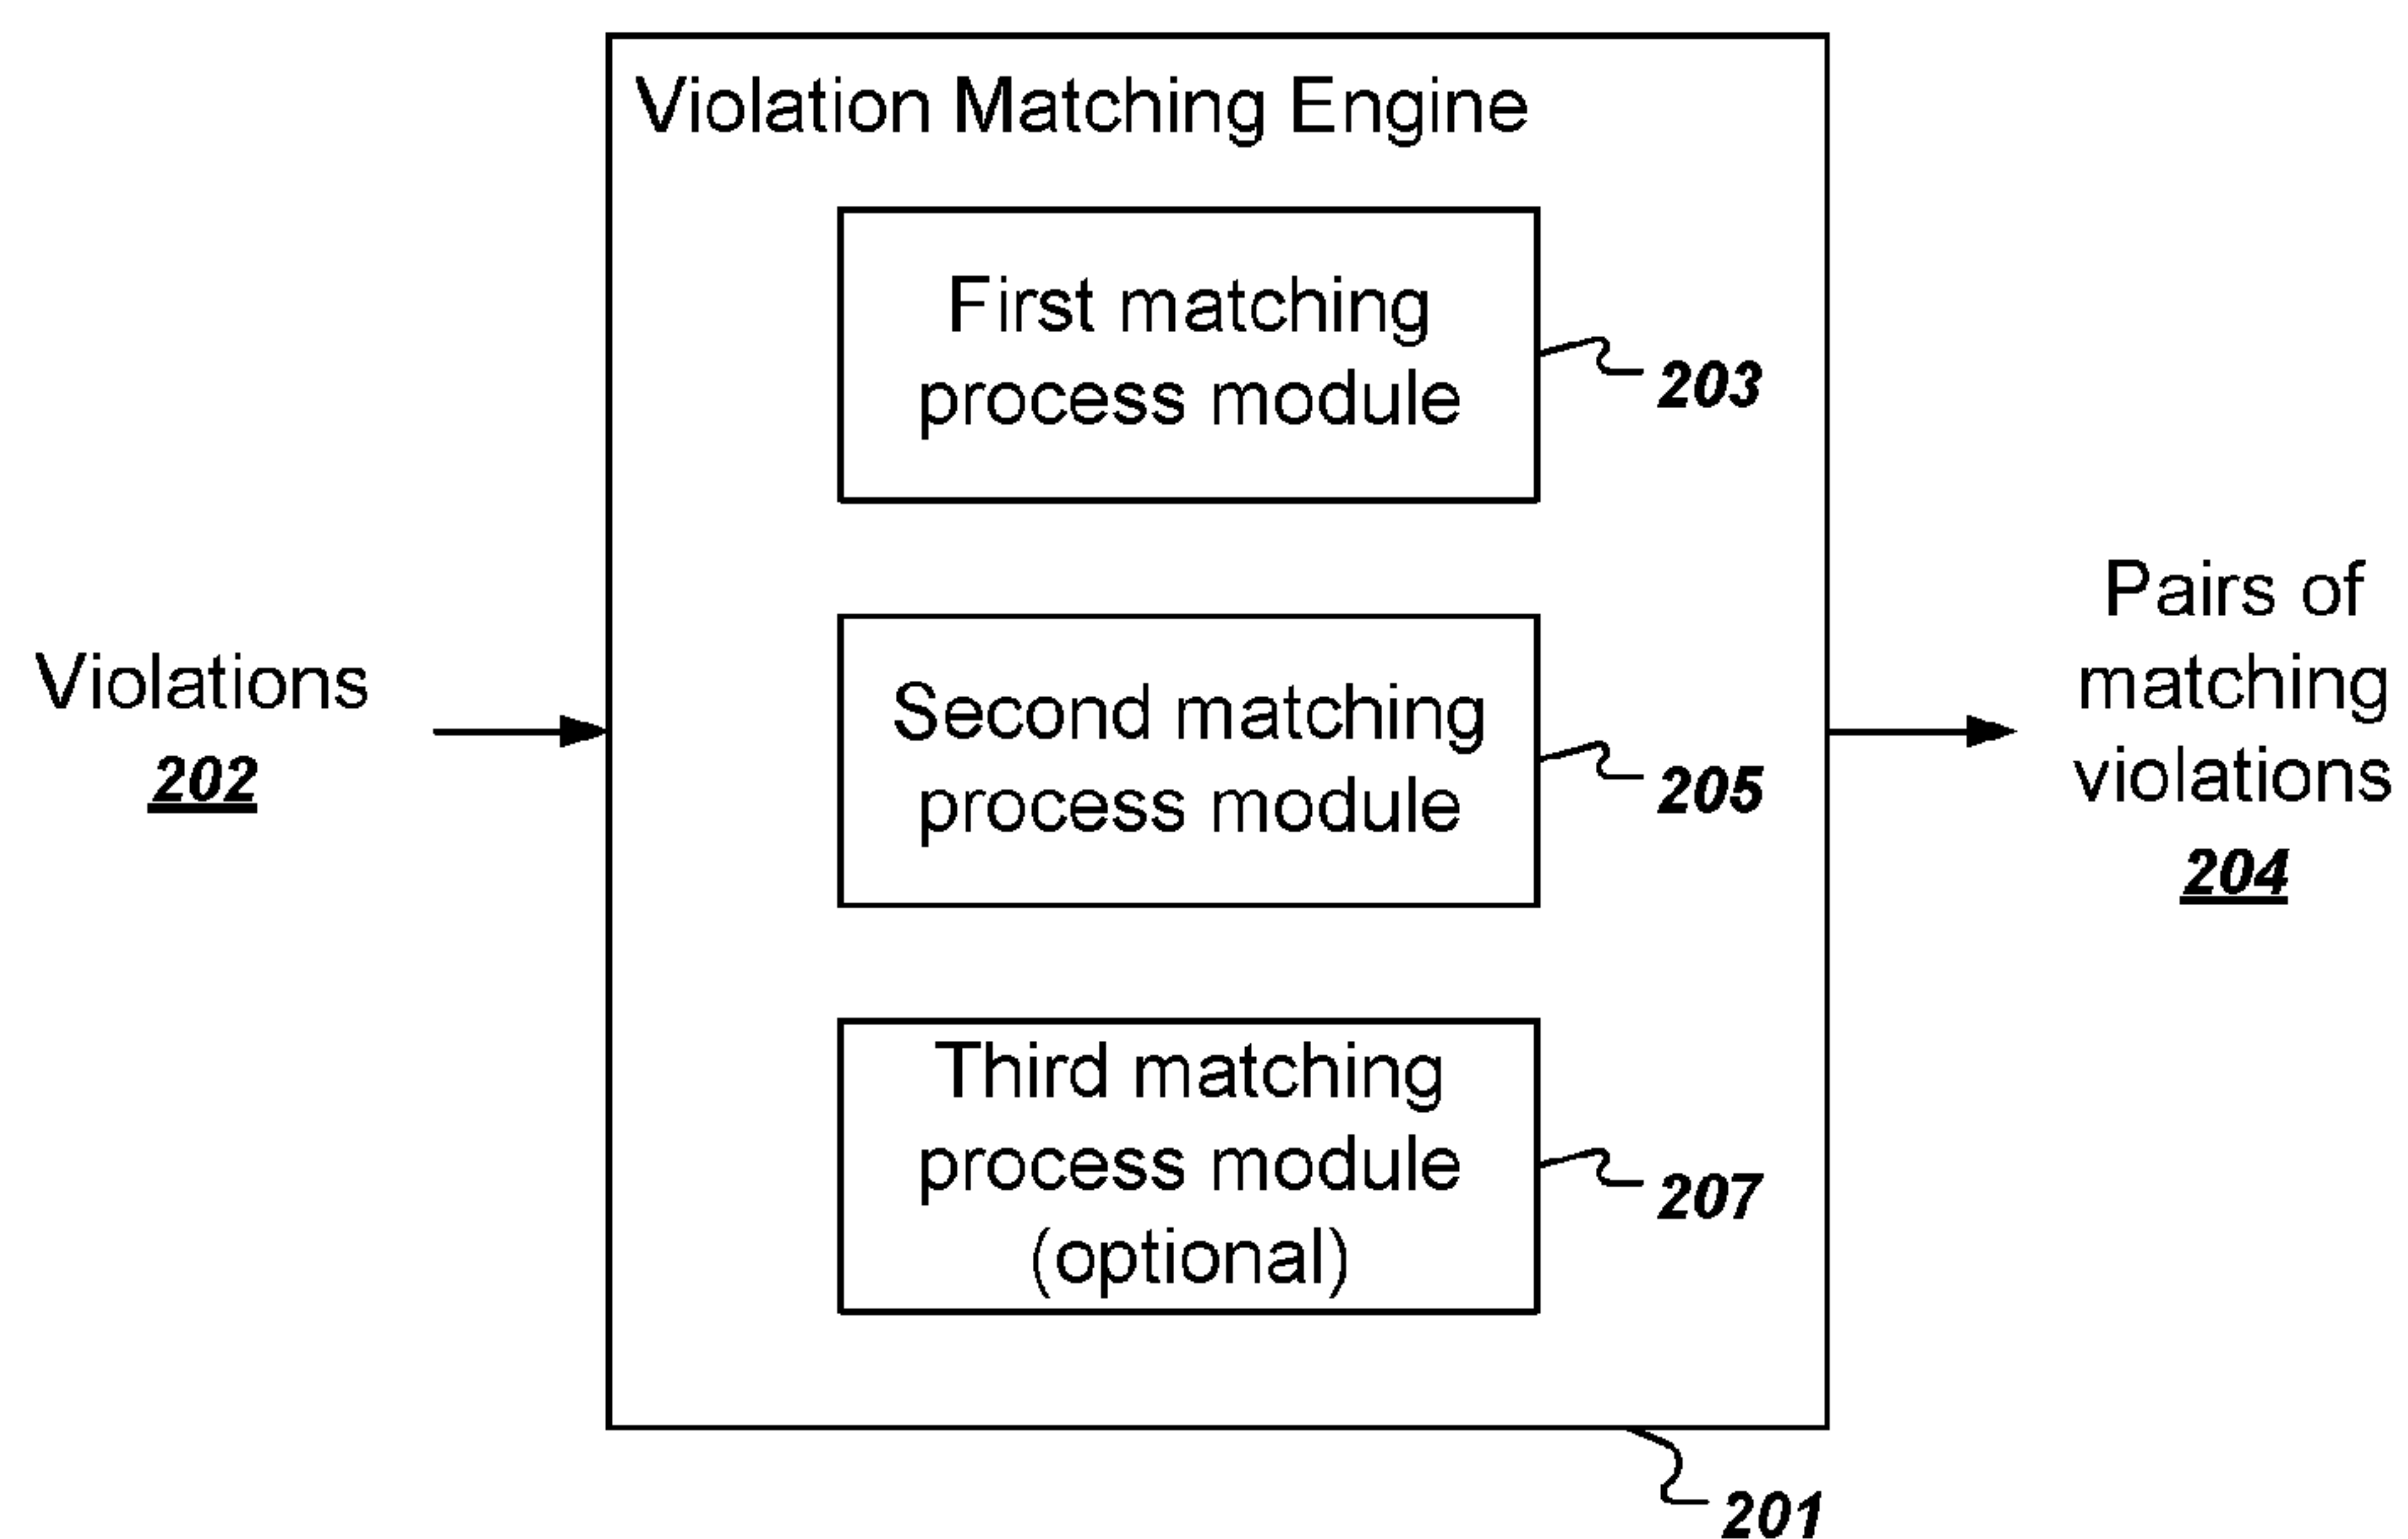 Violation Matching Engine
First matching
process module
203
Violations
202
Second matching
process module
205
Third matching
process module
(optional)
207
Pairs of
matching
violations
204
201